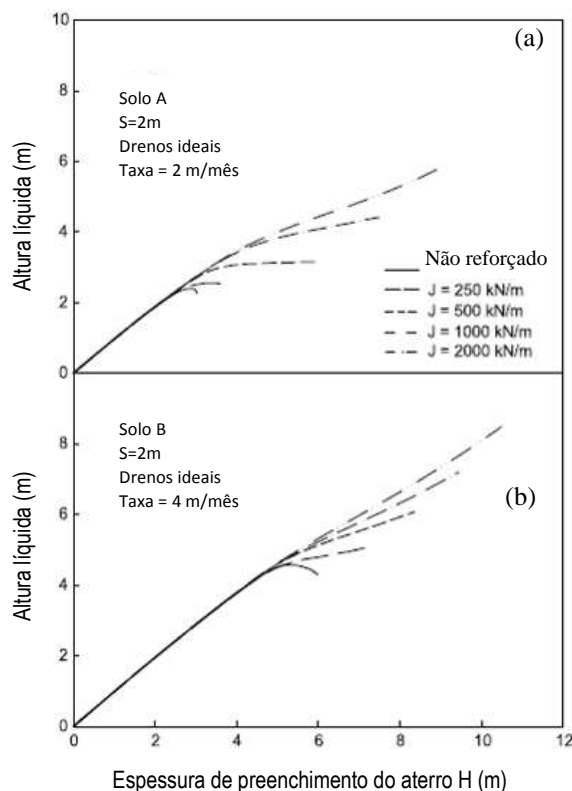 (a)
10
8
6
4
2
0
Altura líquida (m)
Solo A
S=2m
Drenos ideais
Taxa = 2 m/mês
Não reforçado
J = 250 kN/m
J = 500 kN/m
J = 1000 kN/m
J = 2000 kN/m
(b)
8
6
4
2
0
Altura líquida (m)
Solo B
S=2m
Drenos ideais
Taxa = 4 m/mês
0 2 4 6 8 10 12
Espessura de preenchimento do aterro H (m)